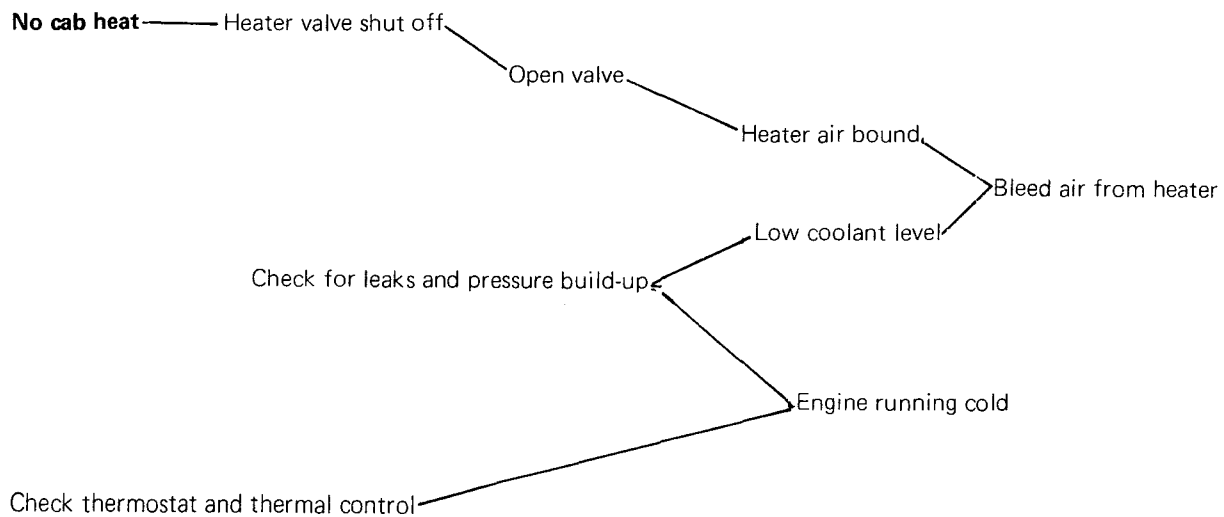 No cab heat Heater valve shut off
Open valve
Heater air bound
Bleed air from heater
Low coolant level
Check for leaks and pressure build-up
Engine running cold
Check thermostat and thermal control